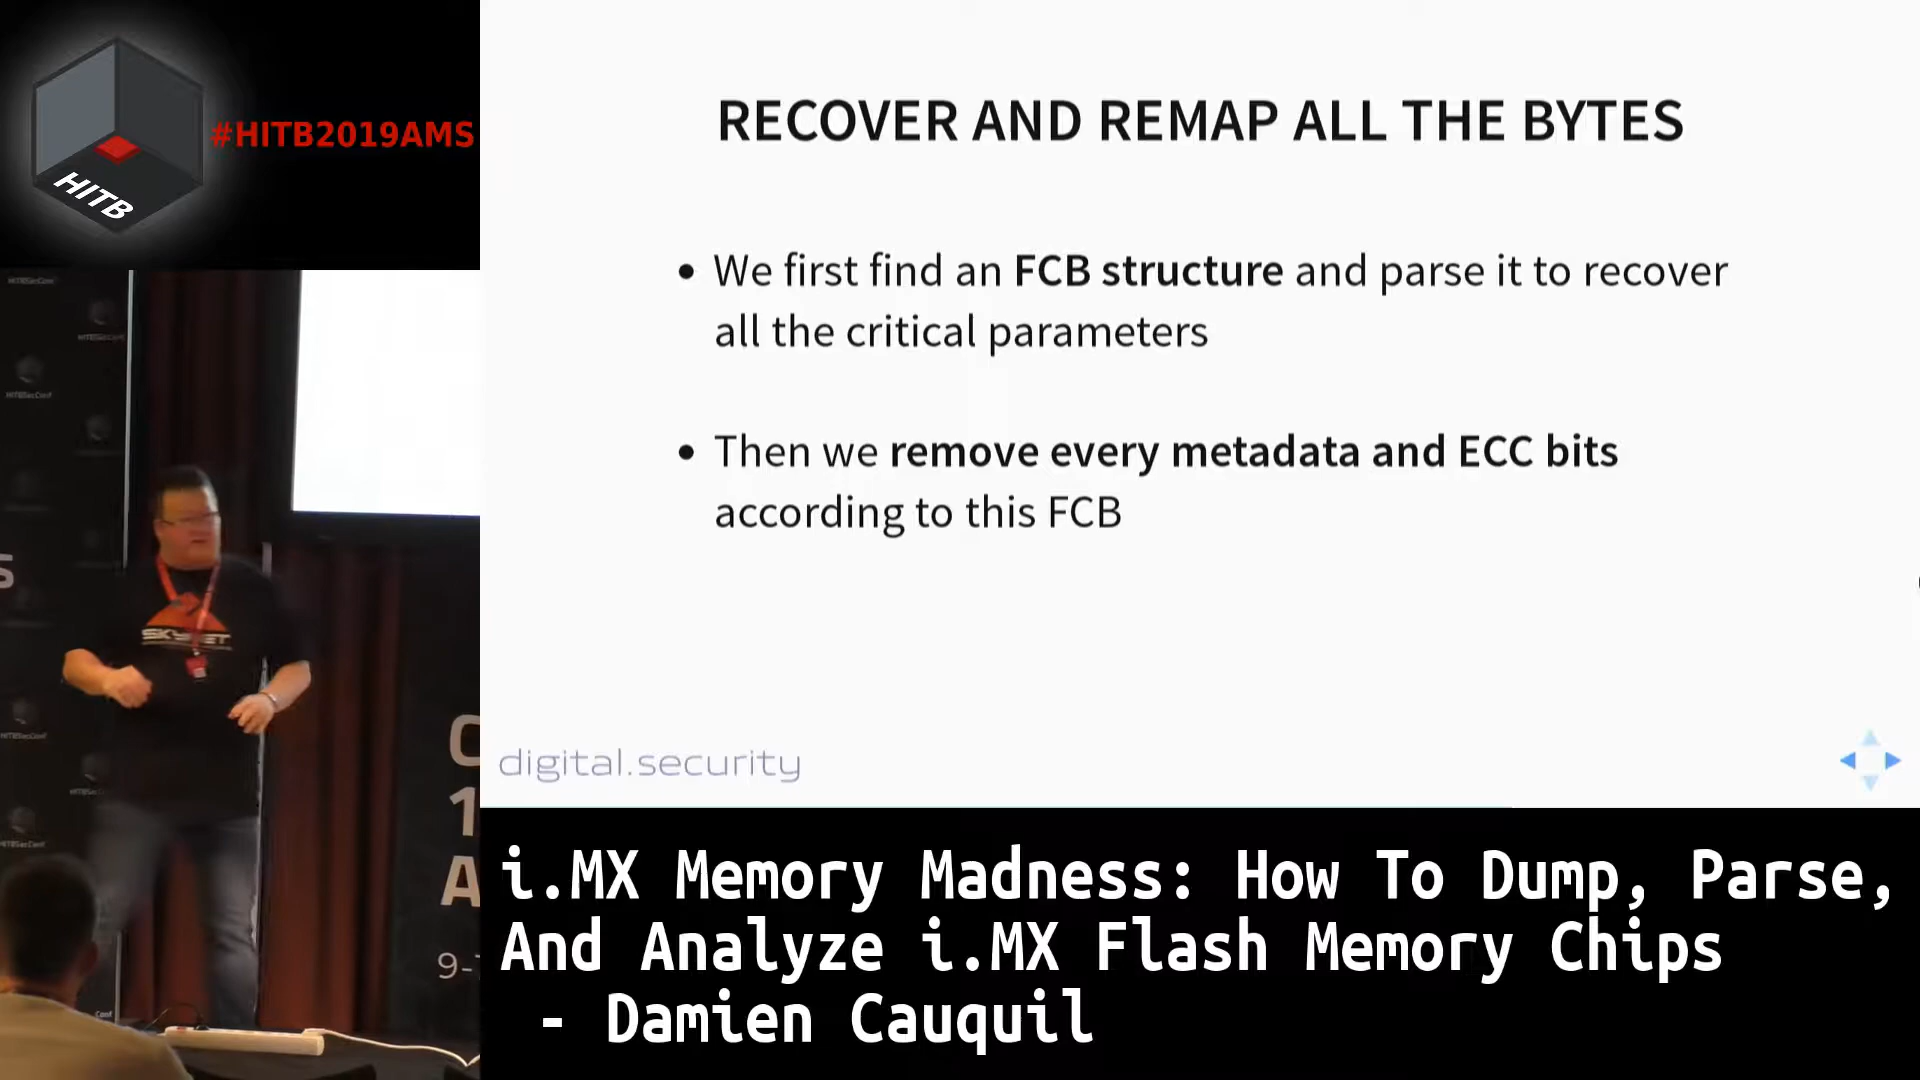 #HITB2019AMS
HITB
RECOVER AND REMAP ALL THE BYTES
• We first find an FCB structure and parse it to recover
all the critical parameters
• Then we remove every metadata and ECC bits
according to this FCB
digital.security
i.MX Memory Madness: How To Dump, Parse,
And Analyze i.MX Flash Memory Chips
- Damien Cauquil